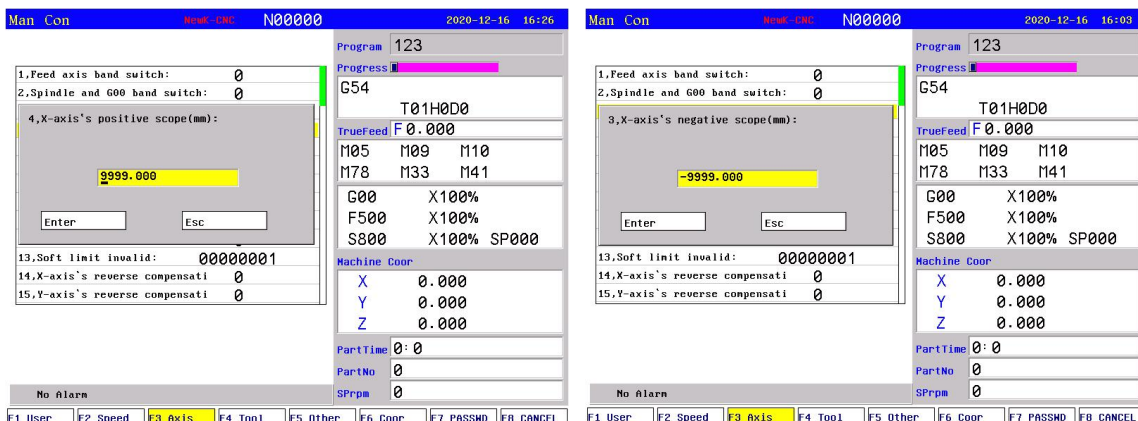 Man Con NewK-CNC N00000 2020-12-16 16:26
Program 123
Progress
1,Feed axis band switch: 0
2,Spindle and G00 band switch: 0
4,X-axis's positive scope(mm):
9999.000
Enter Esc
13,Soft limit invalid: 00000001
14,X-axis`s reverse compensati 0
15,Y-axis`s reverse compensati 0
G54
T01H0D0
TrueFeed F0.000
M05 M09 M10
M78 M33 M41
G00 X100%
F500 X100%
S800 X100% SP000
Machine Coor
X 0.000
Y 0.000
Z 0.000
PartTime 0: 0
PartNo 0
SPrpm 0
No Alarm
F1 User F2 Speed F3 Axis F4 Tool F5 Other F6 Coor F7 PASSWD F8 CANCEL
Man Con NewK-CNC N00000 2020-12-16 16:03
Program 123
Progress
1,Feed axis band switch: 0
2,Spindle and G00 band switch: 0
3,X-axis's negative scope(mm):
-9999.000
Enter Esc
13,Soft limit invalid: 00000001
14,X-axis`s reverse compensati 0
15,Y-axis`s reverse compensati 0
G54
T01H0D0
TrueFeed F0.000
M05 M09 M10
M78 M33 M41
G00 X100%
F500 X100%
S800 X100% SP000
Machine Coor
X 0.000
Y 0.000
Z 0.000
PartTime 0: 0
PartNo 0
SPrpm 0
No Alarm
F1 User F2 Speed F3 Axis F4 Tool F5 Other F6 Coor F7 PASSWD F8 CANCEL